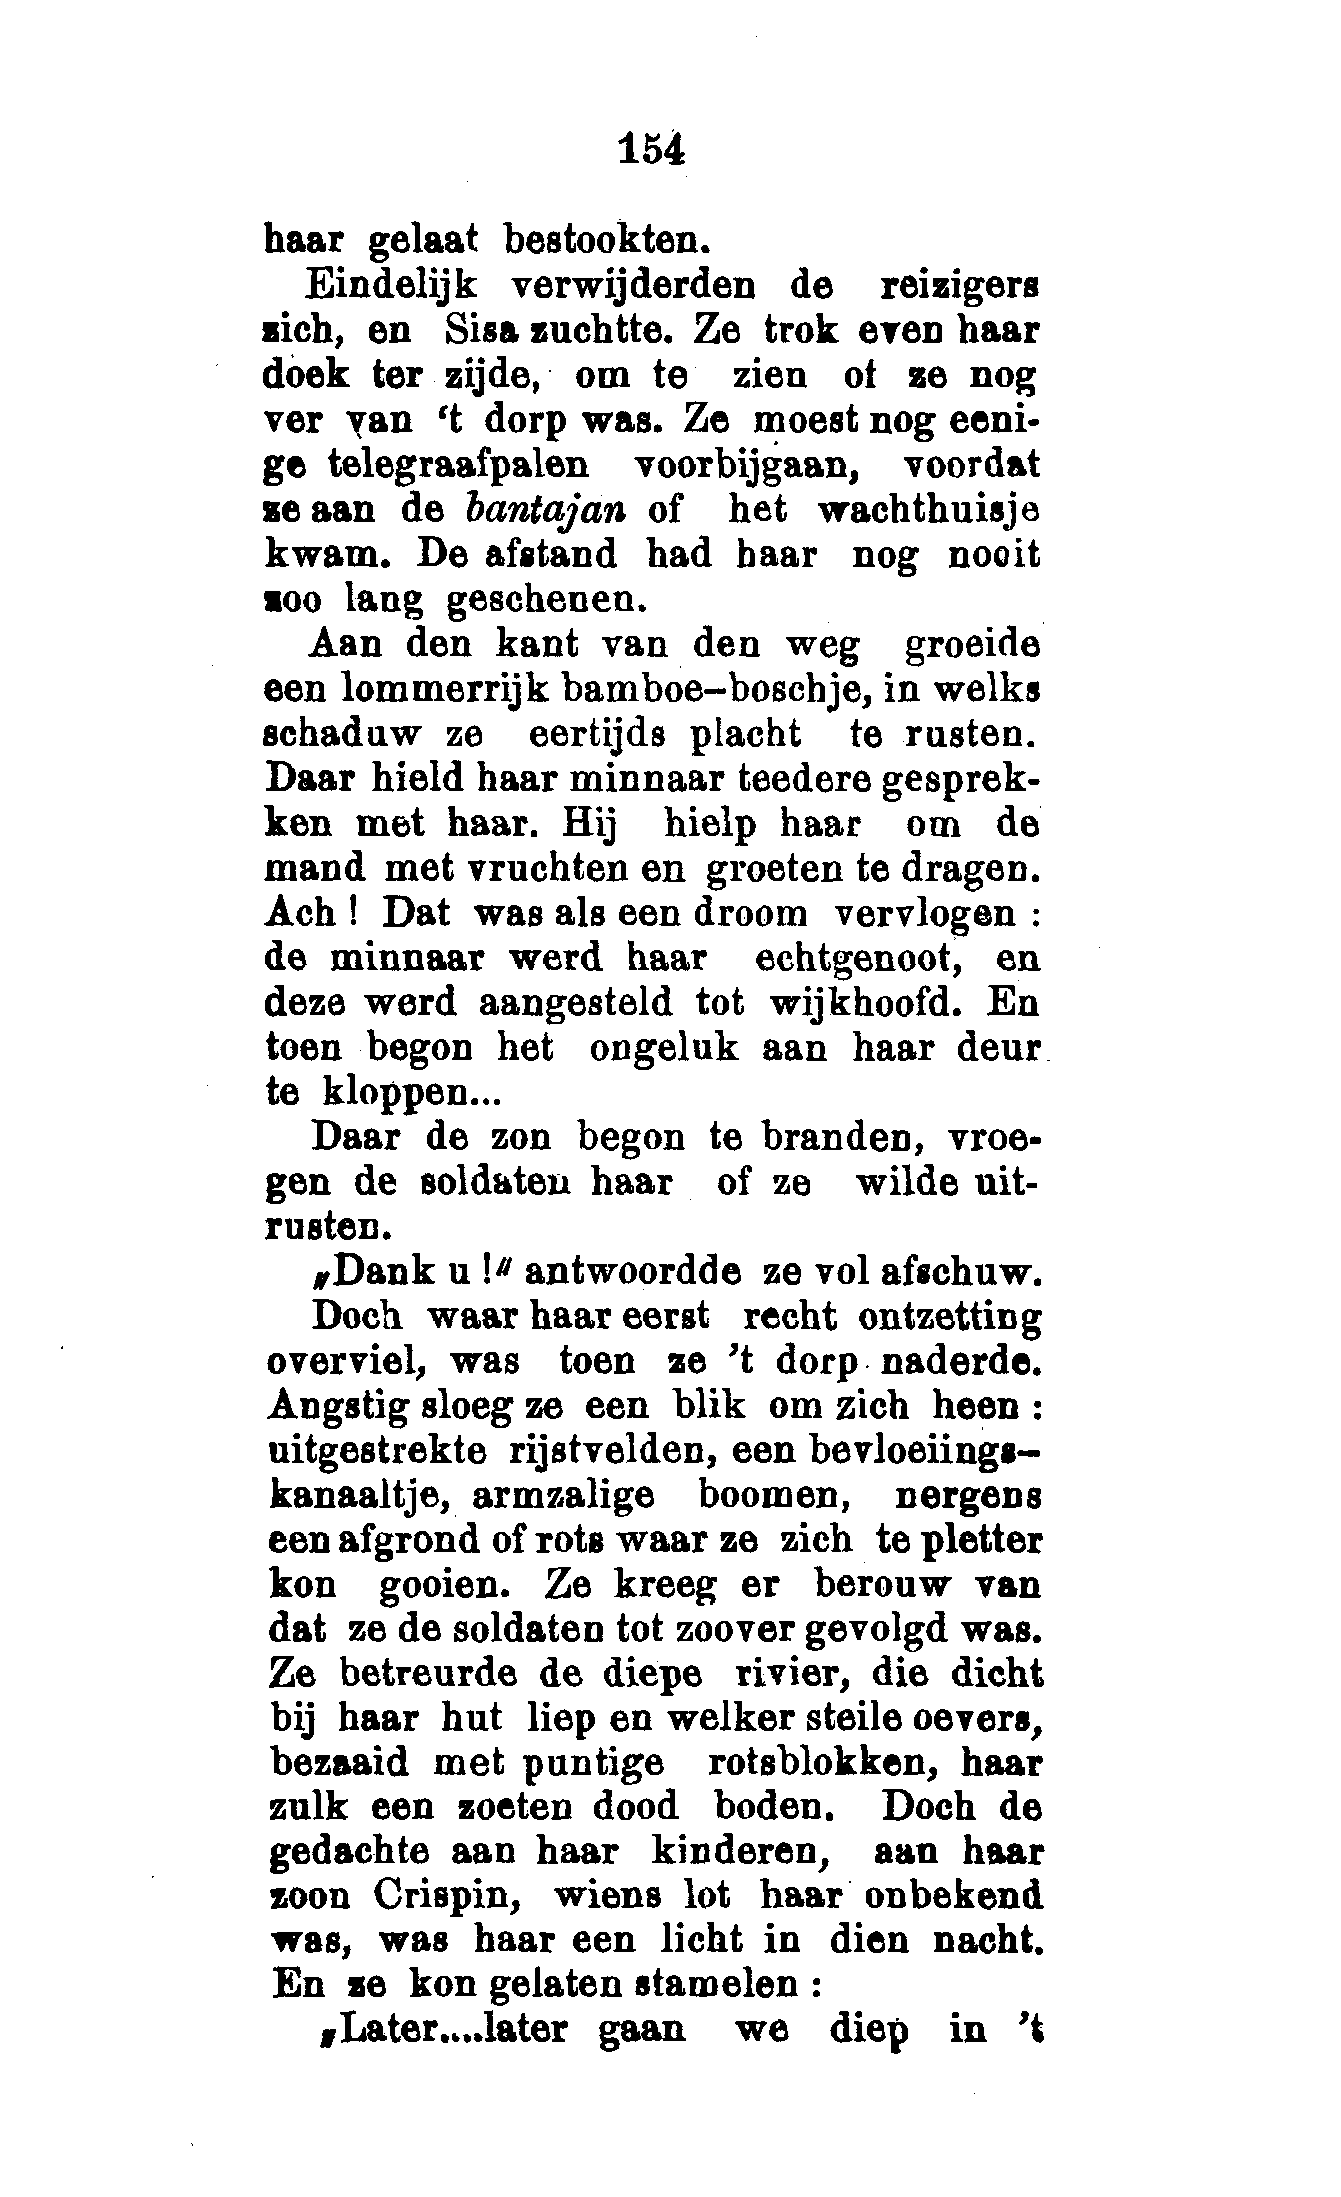 154
haar gelaat bestookten.
Eindelijk verwijderden de reizigers
zich, en Sisa zuchtte. Ze trok even haar
doek ter zijde, om te zien of ze nog
ver van ‘t dorp was. Ze moest nog eeni-
ge telegraafpalen voorbijgaan, voordat
ze aan de bantajan of het wachthuisje
kwam. De afstand had haar nog nooit
zoo lang geschenen.
Aan den kant van den weg groeide
een lommerrijk bamboe-boschje, in welks
schaduw ze eertijds placht te rusten.
Daar hield haar minnaar teedere gesprek-
ken met haar. Hij hielp haar om de
mand met vruchten en groeten te dragen.
Ach ! Dat was als een droom vervlogen :
de minnaar werd haar echtgenoot, en
deze werd aangesteld tot wijkhoofd. En
toen begon het ongeluk aan haar deur
te kloppen...
Daar de zon begon te branden, vroe-
gen de soldaten haar of ze wilde uit-
rusten.
„Dank u !" antwoordde ze vol afschuw.
Doch waar haar eerst recht ontzetting
overviel, was toen ze ’t dorp naderde.
Angstig sloeg ze een blik om zich heen :
uitgestrekte rijstvelden, een bevloeiings-
kanaaltje, armzalige boomen, nergens
een afgrond of rots waar ze zich te pletter
kon gooien. Ze kreeg er berouw van
dat ze de soldaten tot zoover gevolgd was.
Ze betreurde de diepe rivier, die dicht
bij haar hut liep en welker steile oevers,
bezaaid met puntige rotsblokken, haar
zulk een zoeten dood boden. Doch de
gedachte aan haar kinderen, aan haar
zoon Crispin, wiens lot haar onbekend
was, was haar een licht in dien nacht.
En ze kon gelaten stamelen :
„Later....later gaan we diep in ’t